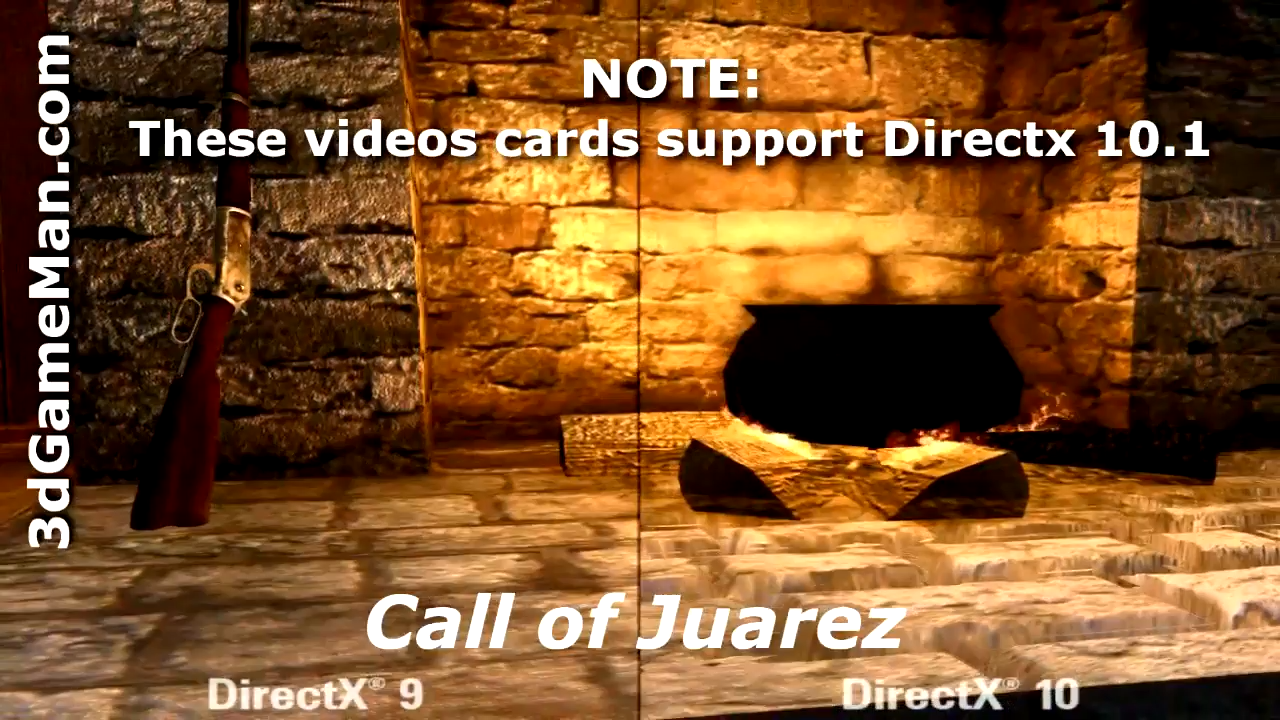 3dGameMan.com
NOTE:
These videos cards support Directx 10.1
Call of Juarez
DirectX® 9
DirectX® 10